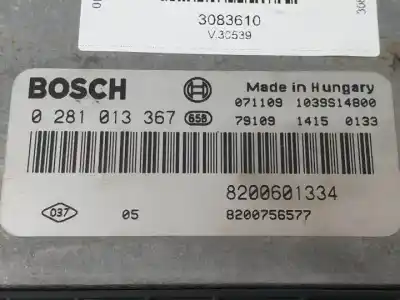 3083610
V.30539
BOSCH
Made in Hungary
071109 1039S14800
0 281 013 367 65B
79109 1415 0133
8200601334
037 05
8200756577